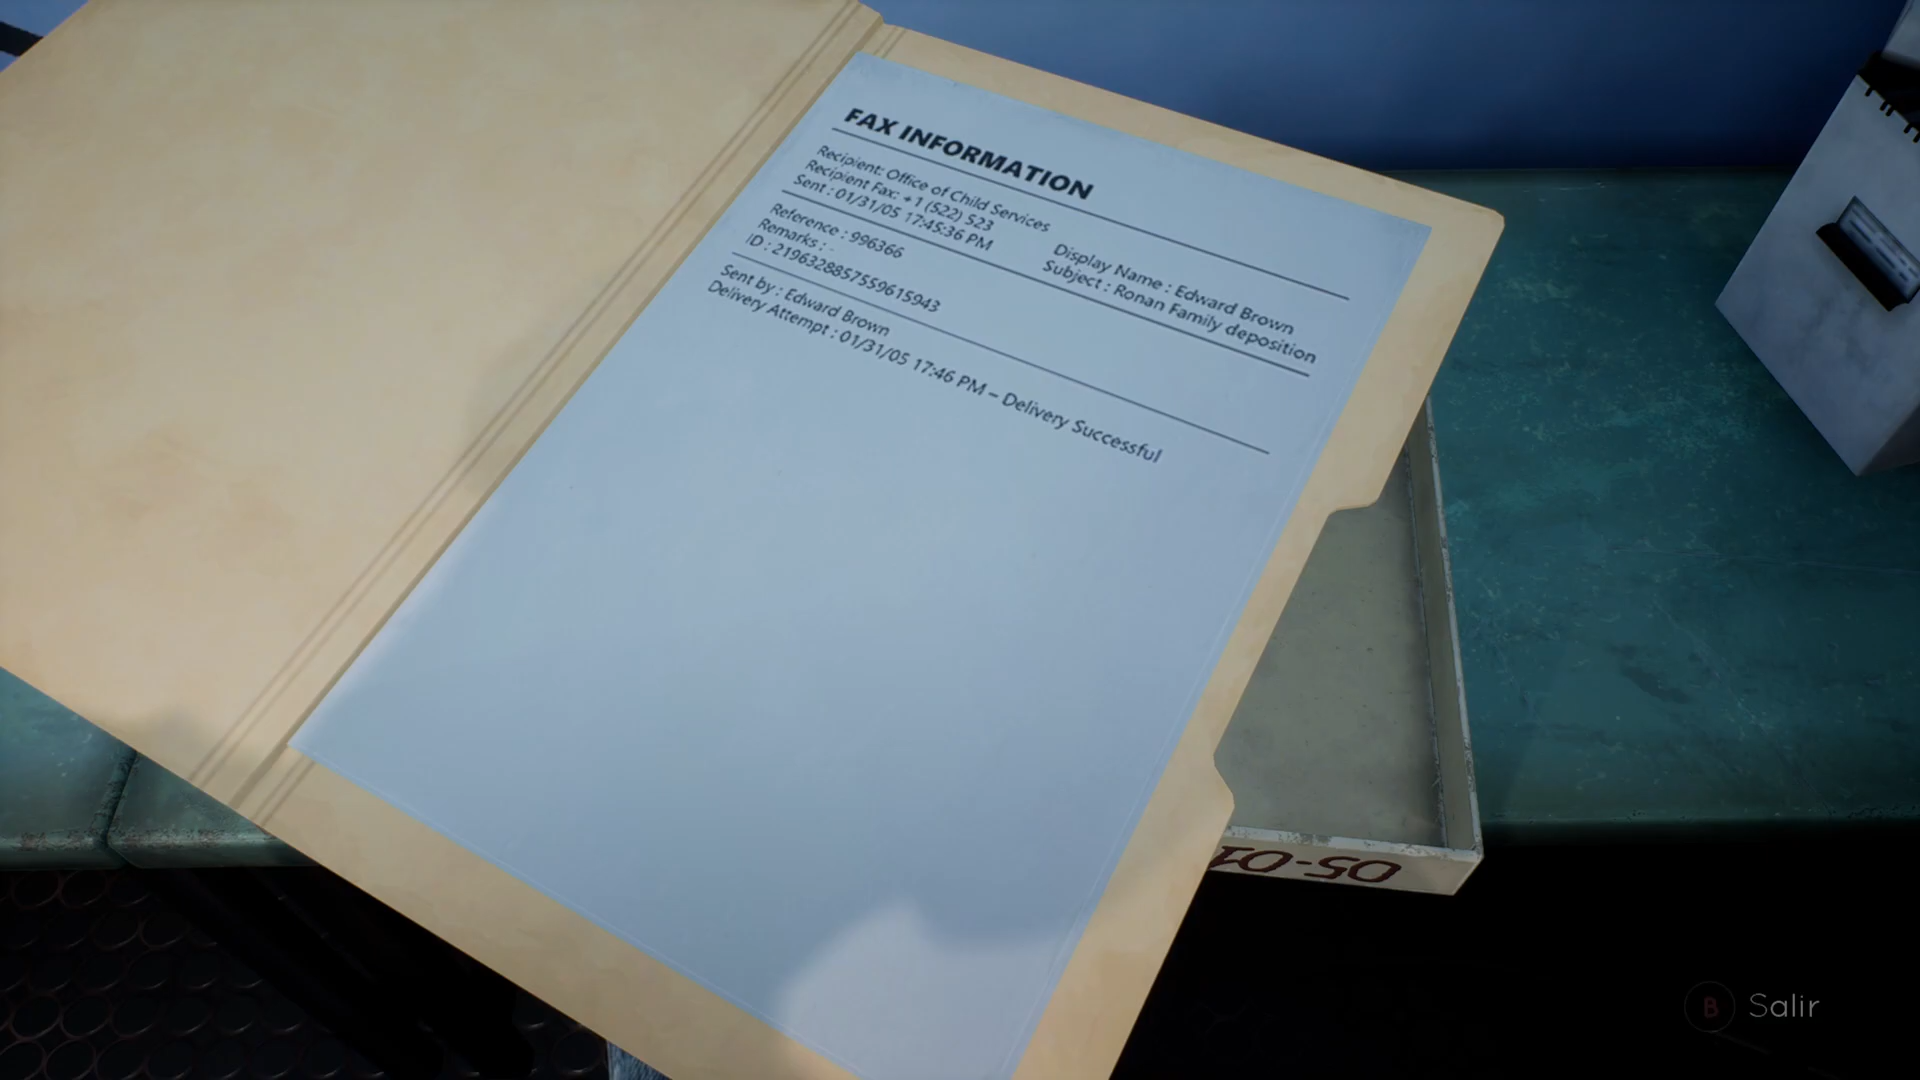 FAX INFORMATION
Recipient: Office of Child Services
Recipient Fax: +1 (522) 523
Sent : 01/31/05 17:45:36 PM
Display Name : Edward Brown
Subject : Ronan Family deposition
Reference : 996366
Remarks : -
ID : 2196328857559615943
Sent by : Edward Brown
Delivery Attempt : 01/31/05 17:46 PM – Delivery Successful
05-01
B Salir